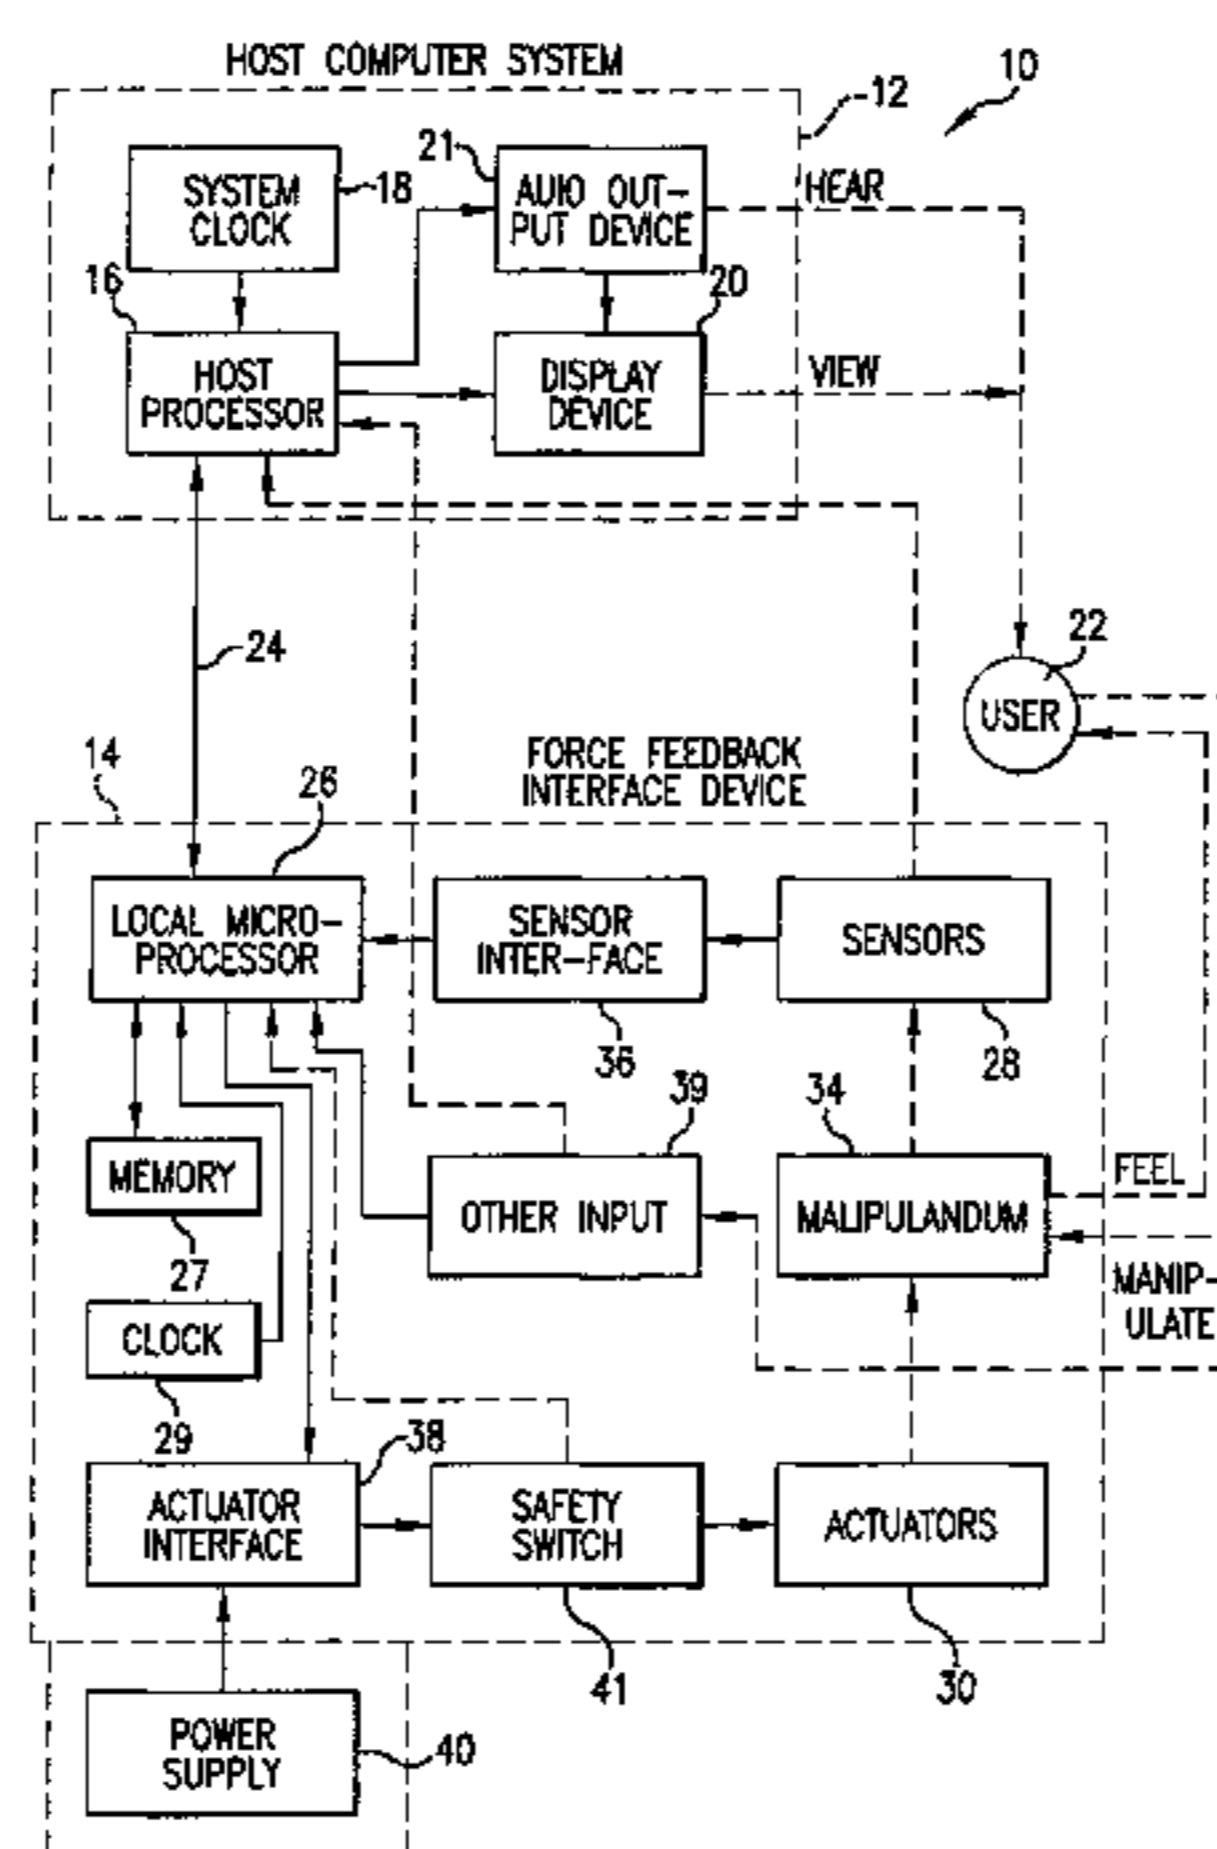 HOST COMPUTER SYSTEM
10
12
SYSTEM
CLOCK
18
21
AUIO OUT-
PUT DEVICE
HEAR
16
HOST
PROCESSOR
20
DISPLAY
DEVICE
VIEW
24
22
USER
14
FORCE FEEDBACK
INTERFACE DEVICE
26
LOCAL MICRO-
PROCESSOR
SENSOR
INTER-FACE
36
SENSORS
28
MEMORY
27
39
OTHER INPUT
34
MALIPULANDUM
FEEL
MANIP-
ULATE
CLOCK
29
ACTUATOR
INTERFACE
38
SAFETY
SWITCH
41
ACTUATORS
30
POWER
SUPPLY
40